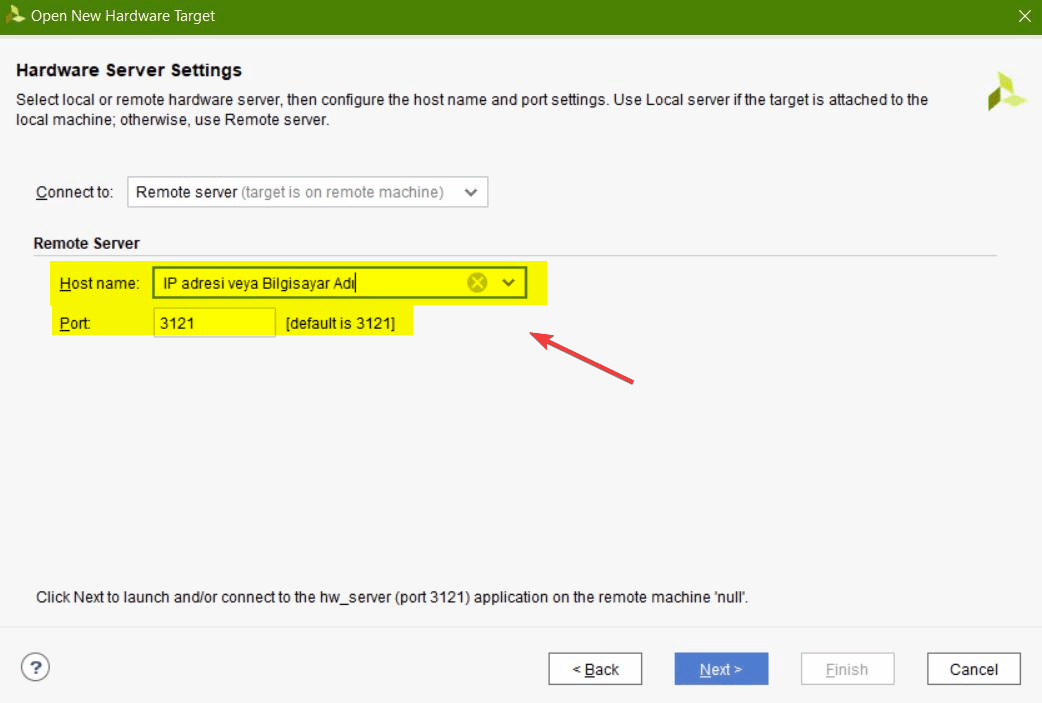 Open New Hardware Target
Hardware Server Settings
Select local or remote hardware server, then configure the host name and port settings. Use Local server if the target is attached to the
local machine; otherwise, use Remote server.
Connect to: Remote server (target is on remote machine)
Remote Server
Host name: IP adresi veya Bilgisayar Adı
Port: 3121 [default is 3121]
Click Next to launch and/or connect to the hw_server (port 3121) application on the remote machine 'null'.
? < Back Next > Finish Cancel